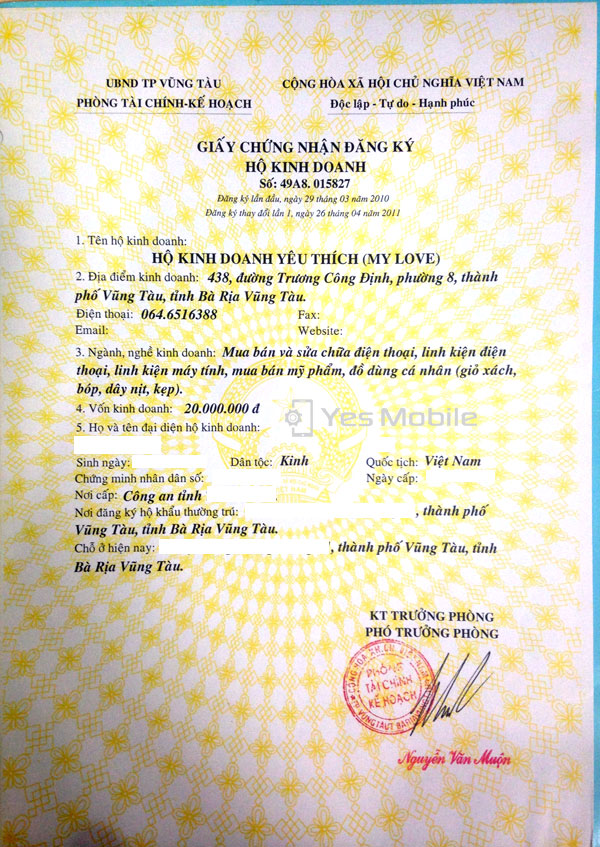 UBND TP VŨNG TÀU
PHÒNG TÀI CHÍNH-KẾ HOẠCH
CỘNG HÒA XÃ HỘI CHỦ NGHĨA VIỆT NAM
Độc lập - Tự do - Hạnh phúc
GIẤY CHỨNG NHẬN ĐĂNG KÝ
HỘ KINH DOANH
Số: 49A8. 015827
Đăng ký lần đầu, ngày 29 tháng 03 năm 2010
Đăng ký thay đổi lần 1, ngày 26 tháng 04 năm 2011
1. Tên hộ kinh doanh:
HỘ KINH DOANH YÊU THÍCH (MY LOVE)
2. Địa điểm kinh doanh: 438, đường Trương Công Định, phường 8, thành
phố Vũng Tàu, tỉnh Bà Rịa Vũng Tàu.
Điện thoại: 064.6516388 Fax:
Email: Website:
3. Ngành, nghề kinh doanh: Mua bán và sửa chữa điện thoại, linh kiện điện
thoại, linh kiện máy tính, mua bán mỹ phẩm, đồ dùng cá nhân (giỏ xách,
bóp, dây nịt, kẹp).
4. Vốn kinh doanh: 20.000.000 đ
Yes Mobile
5. Họ và tên đại diện hộ kinh doanh:
Sinh ngày: Dân tộc: Kinh Quốc tịch: Việt Nam
Chứng minh nhân dân số: Ngày cấp:
Nơi cấp: Công an tỉnh .
Nơi đăng ký hộ khẩu thường trú: , thành phố
Vũng Tàu, tỉnh Bà Rịa Vũng Tàu.
Chỗ ở hiện nay: , thành phố Vũng Tàu, tỉnh
Bà Rịa Vũng Tàu.
KT TRƯỞNG PHÒNG
PHÓ TRƯỞNG PHÒNG
PHÒNG
TÀI CHÍNH
KẾ HOẠCH
Nguyễn Văn Muộn